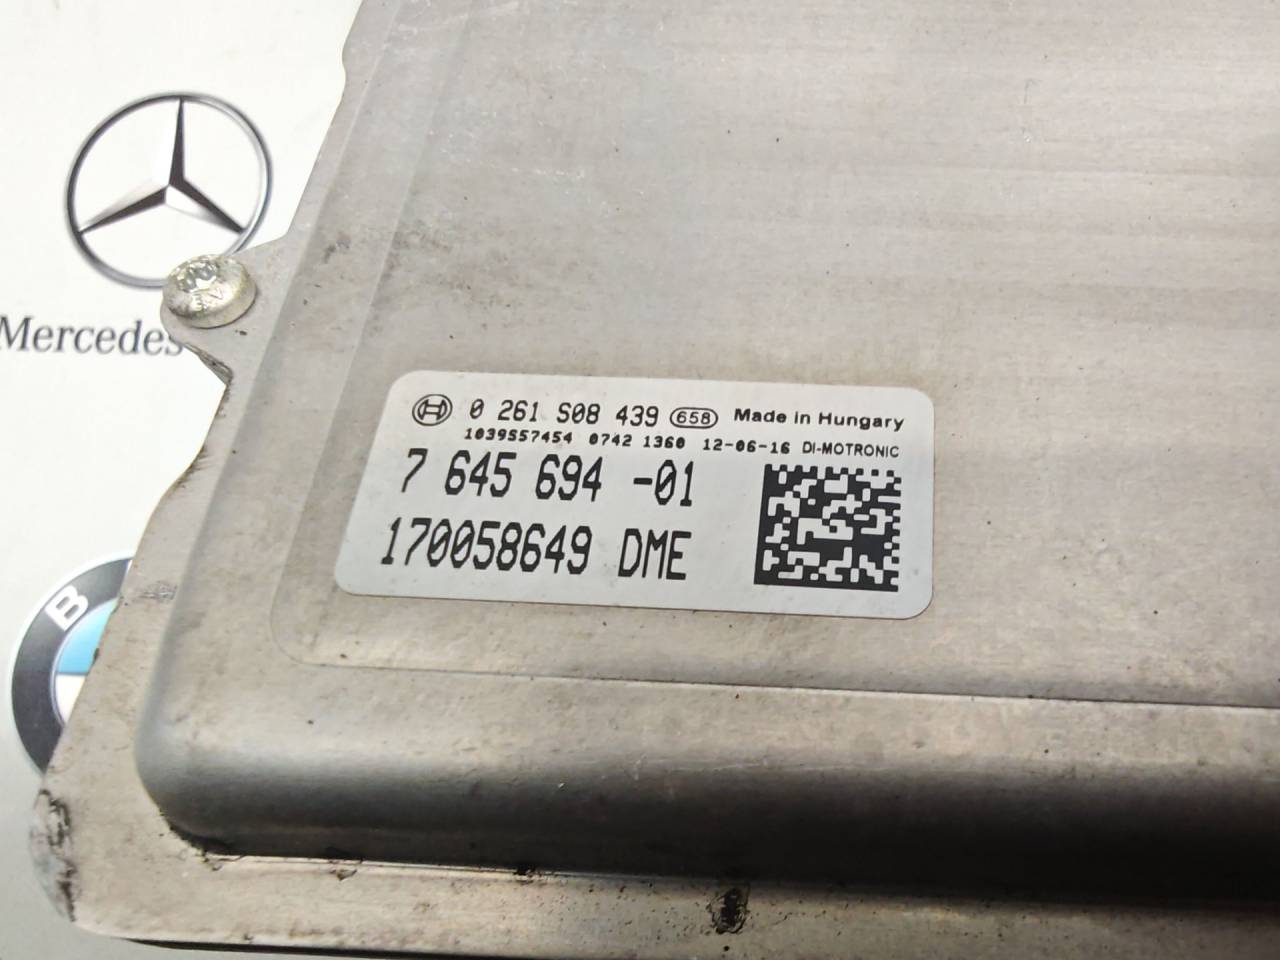 Mercedes
B
0 261 S08 439 658 Made in Hungary
1039S57454 0742 1360 12-06-16 DI-MOTRONIC
7 645 694 -01
170058649 DME